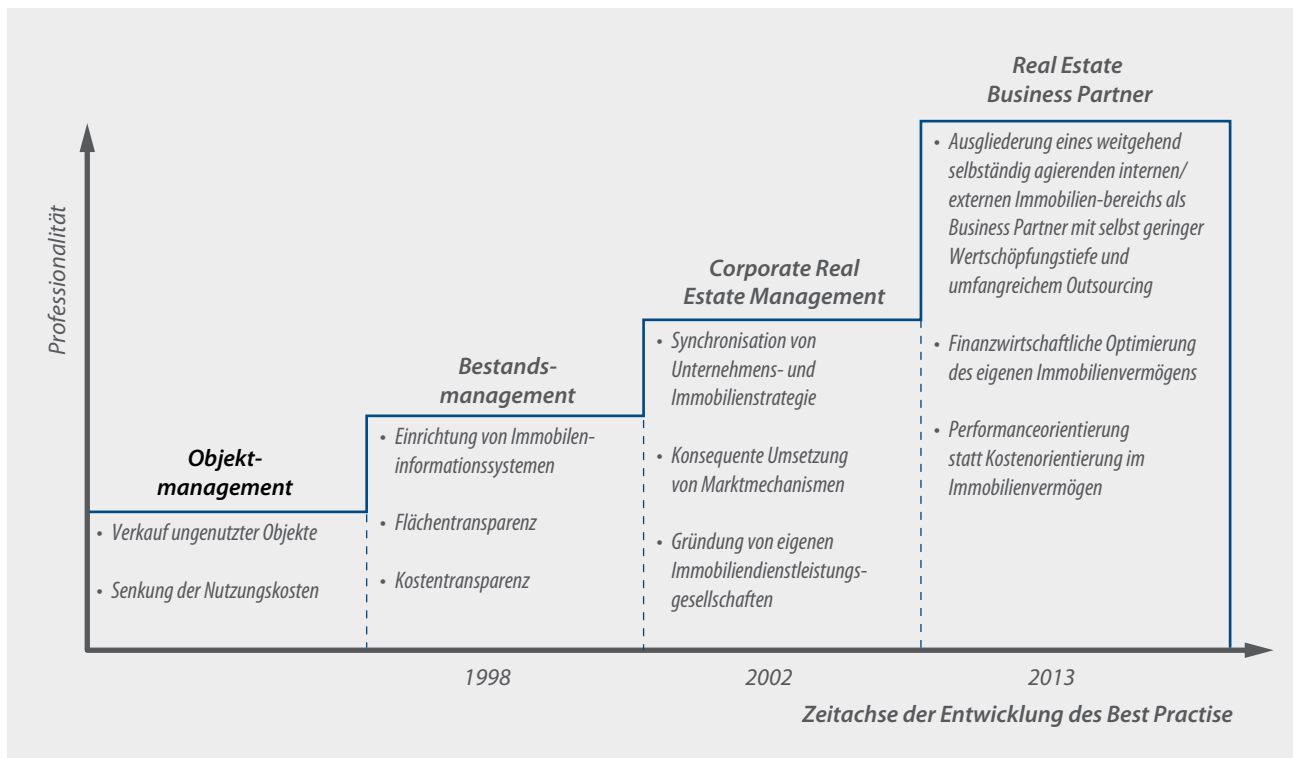 Professionalität
Objekt-
management
• Verkauf ungenutzter Objekte
• Senkung der Nutzungskosten
Bestands-
management
• Einrichtung von Immobilen-
informationssystemen
• Flächentransparenz
• Kostentransparenz
Corporate Real
Estate Management
• Synchronisation von
Unternehmens- und
Immobilienstrategie
• Konsequente Umsetzung
von Marktmechanismen
• Gründung von eigenen
Immobiliendienstleistungs-
gesellschaften
Real Estate
Business Partner
• Ausgliederung eines weitgehend
selbständig agierenden internen/
externen Immobilien-bereichs als
Business Partner mit selbst geringer
Wertschöpfungstiefe und
umfangreichem Outsourcing
• Finanzwirtschaftliche Optimierung
des eigenen Immobilienvermögens
• Performanceorientierung
statt Kostenorientierung im
Immobilienvermögen
1998
2002
2013
Zeitachse der Entwicklung des Best Practise